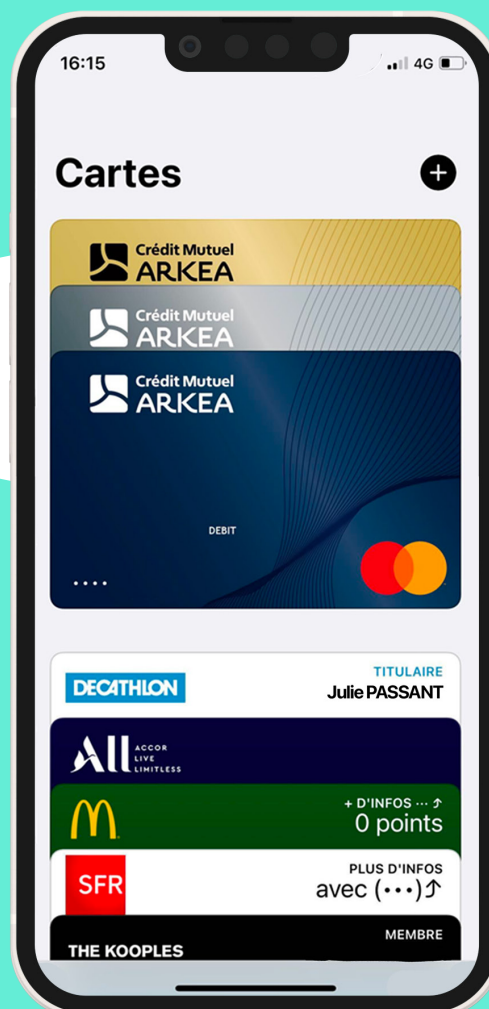 16:15
4G
Cartes
Crédit Mutuel
ARKEA
Crédit Mutuel
ARKEA
Crédit Mutuel
ARKEA
DEBIT
DECATHLON
TITULAIRE
Julie PASSANT
ALL
ACCOR
LIVE
LIMITLESS
+ D'INFOS ···
0 points
SFR
PLUS D'INFOS
avec (···)
THE KOOPLES
MEMBRE